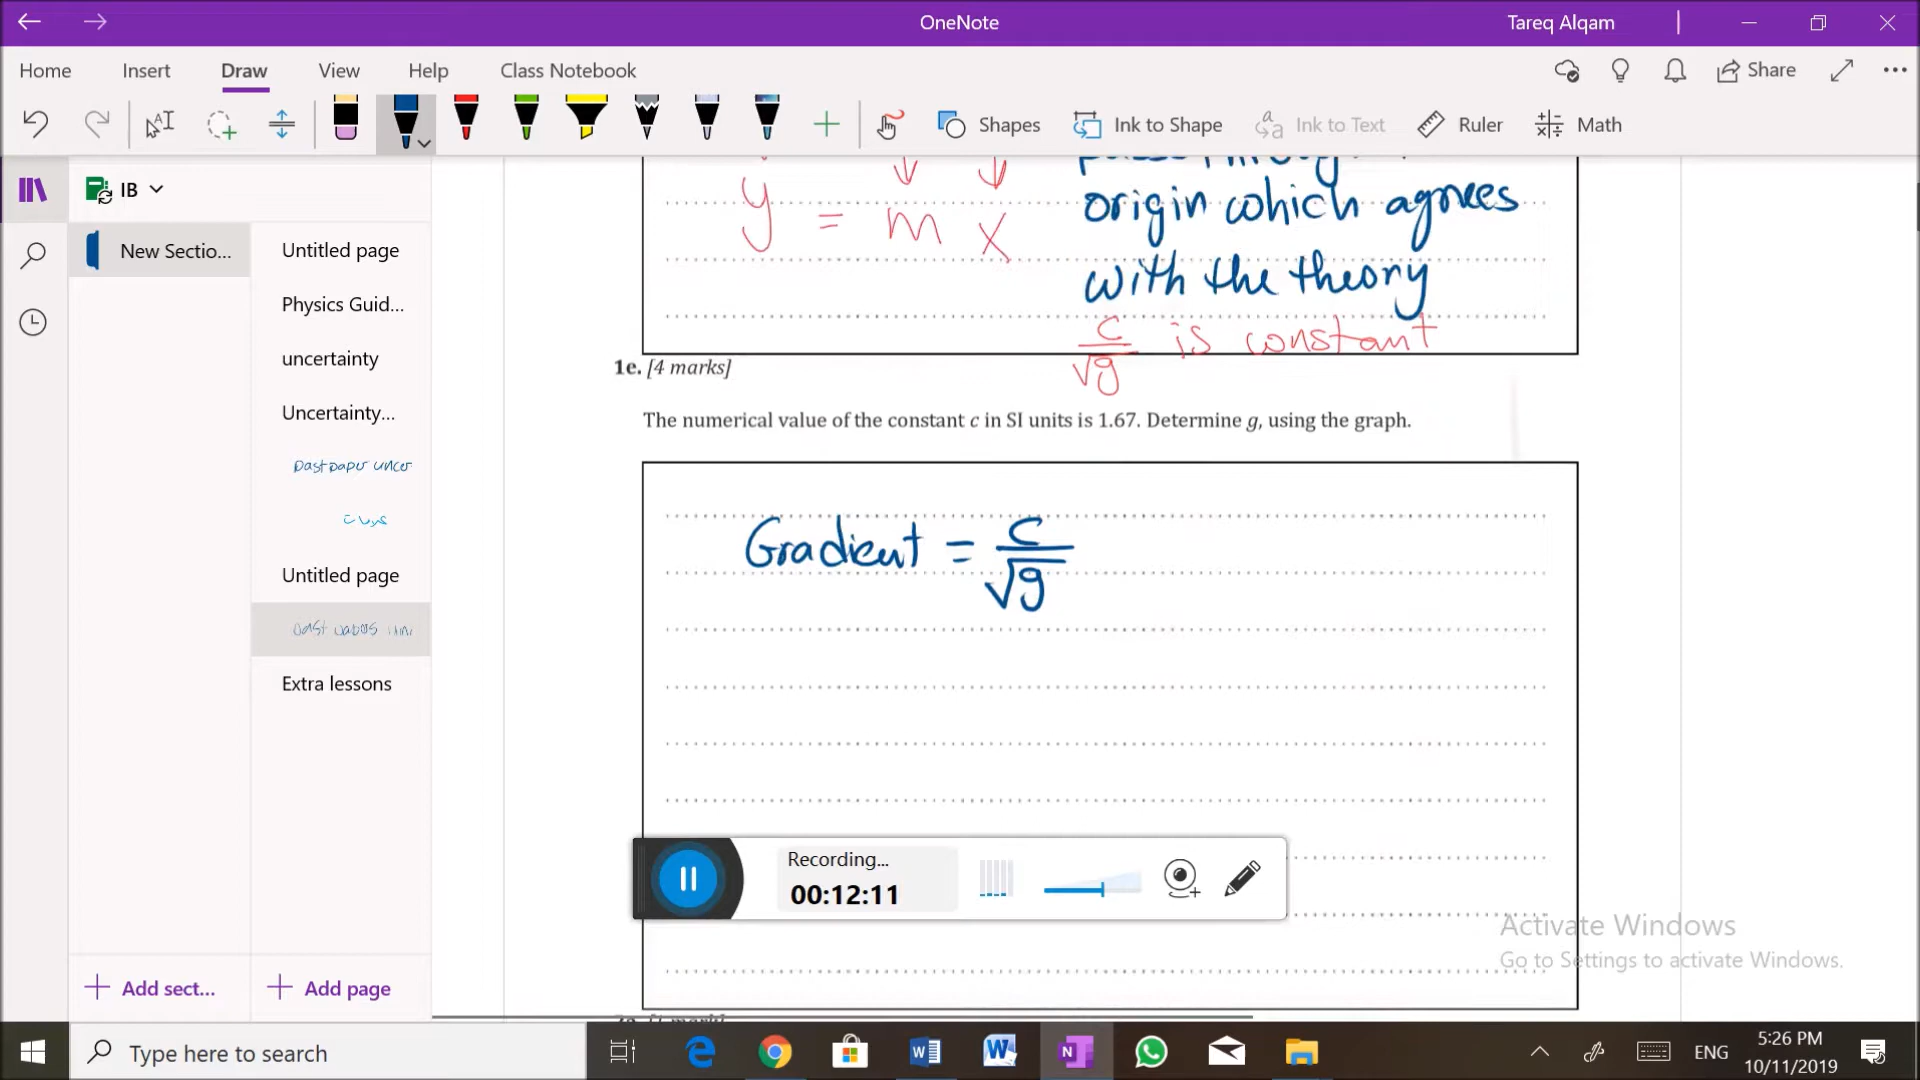 OneNote
Tareq Alqam
Home Insert Draw View Help Class Notebook
Share
Shapes Ink to Shape Ink to Text Ruler Math
IB
New Sectio...
Untitled page
Physics Guid...
uncertainty
Uncertainty...
pastpaper uncer
Untitled page
Extra lessons
Add sect...
Add page
origin which agrees
y = m x
with the theory
c/√g is constant
1e. [4 marks]
The numerical value of the constant c in SI units is 1.67. Determine g, using the graph.
Gradient = c/√g
Recording...
00:12:11
Activate Windows
Go to Settings to activate Windows.
Type here to search
ENG
5:26 PM
10/11/2019